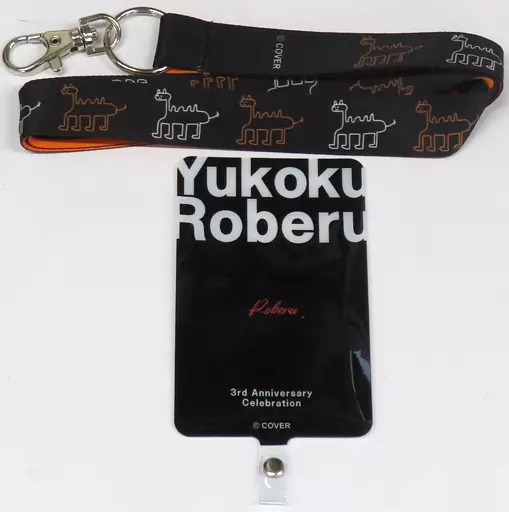 © COVER
Yukoku
Roberu
Roberu.
3rd Anniversary
Celebration
© COVER